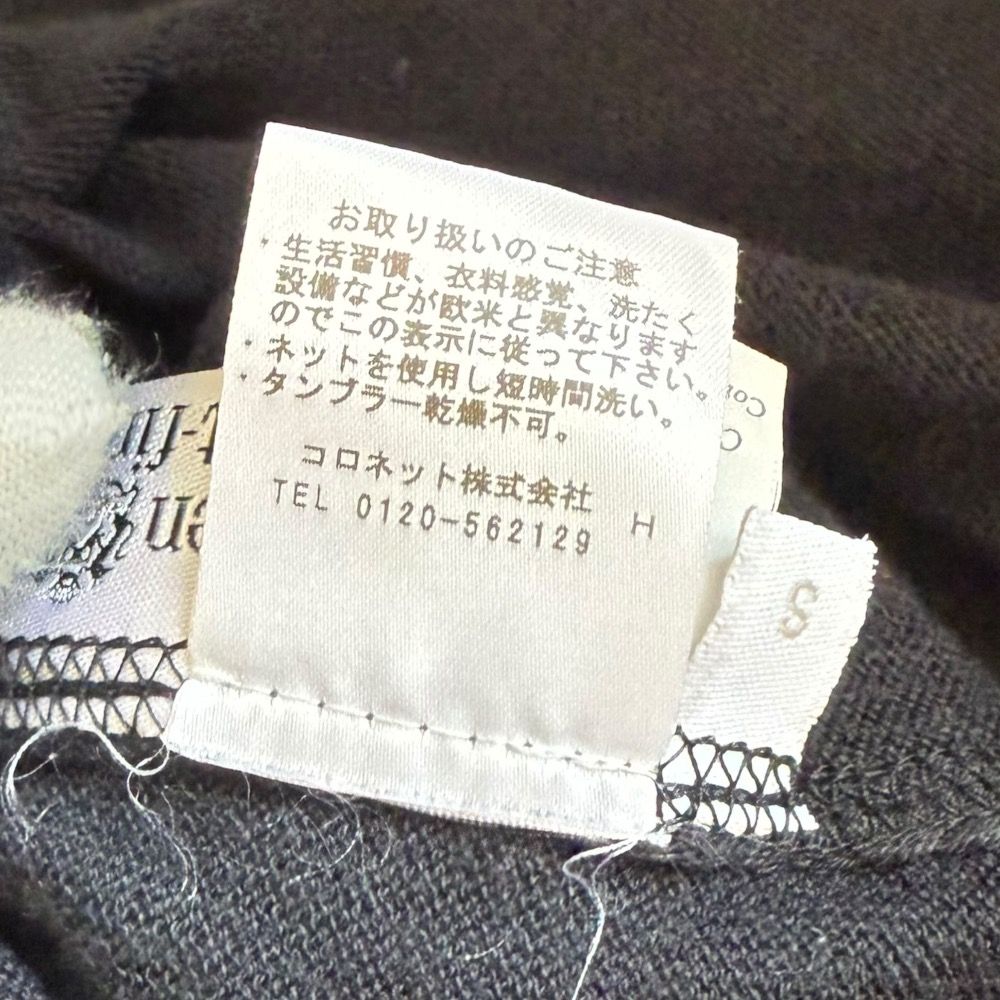 お取り扱いのご注意
・生活習慣、衣料感覚、洗たく
設備などが欧米と異なります
のでこの表示に従って下さい。
・ネットを使用し短時間洗い。
・タンブラー乾燥不可。
コロネット株式会社 H
TEL 0120-562129
S